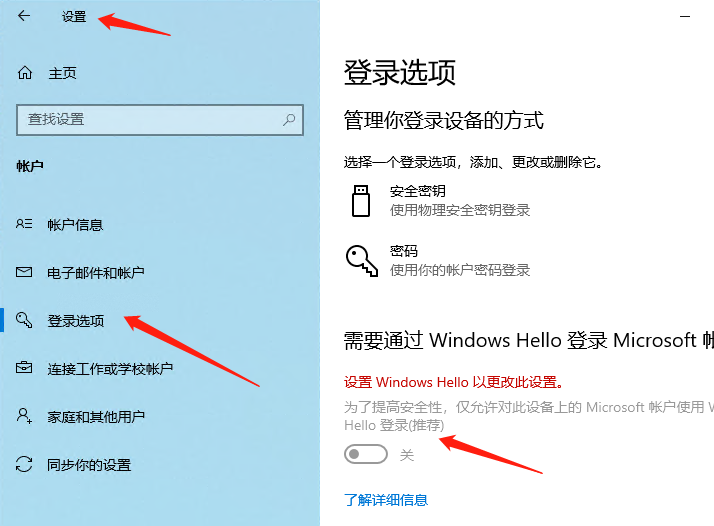 设置
主页
查找设置
帐户
帐户信息
电子邮件和帐户
登录选项
连接工作或学校帐户
家庭和其他用户
同步你的设置
登录选项
管理你登录设备的方式
选择一个登录选项，添加、更改或删除它。
安全密钥
使用物理安全密钥登录
密码
使用你的帐户密码登录
需要通过 Windows Hello 登录 Microsoft 帐
设置 Windows Hello 以更改此设置。
为了提高安全性，仅允许对此设备上的 Microsoft 帐户使用 W
Hello 登录(推荐)
关
了解详细信息